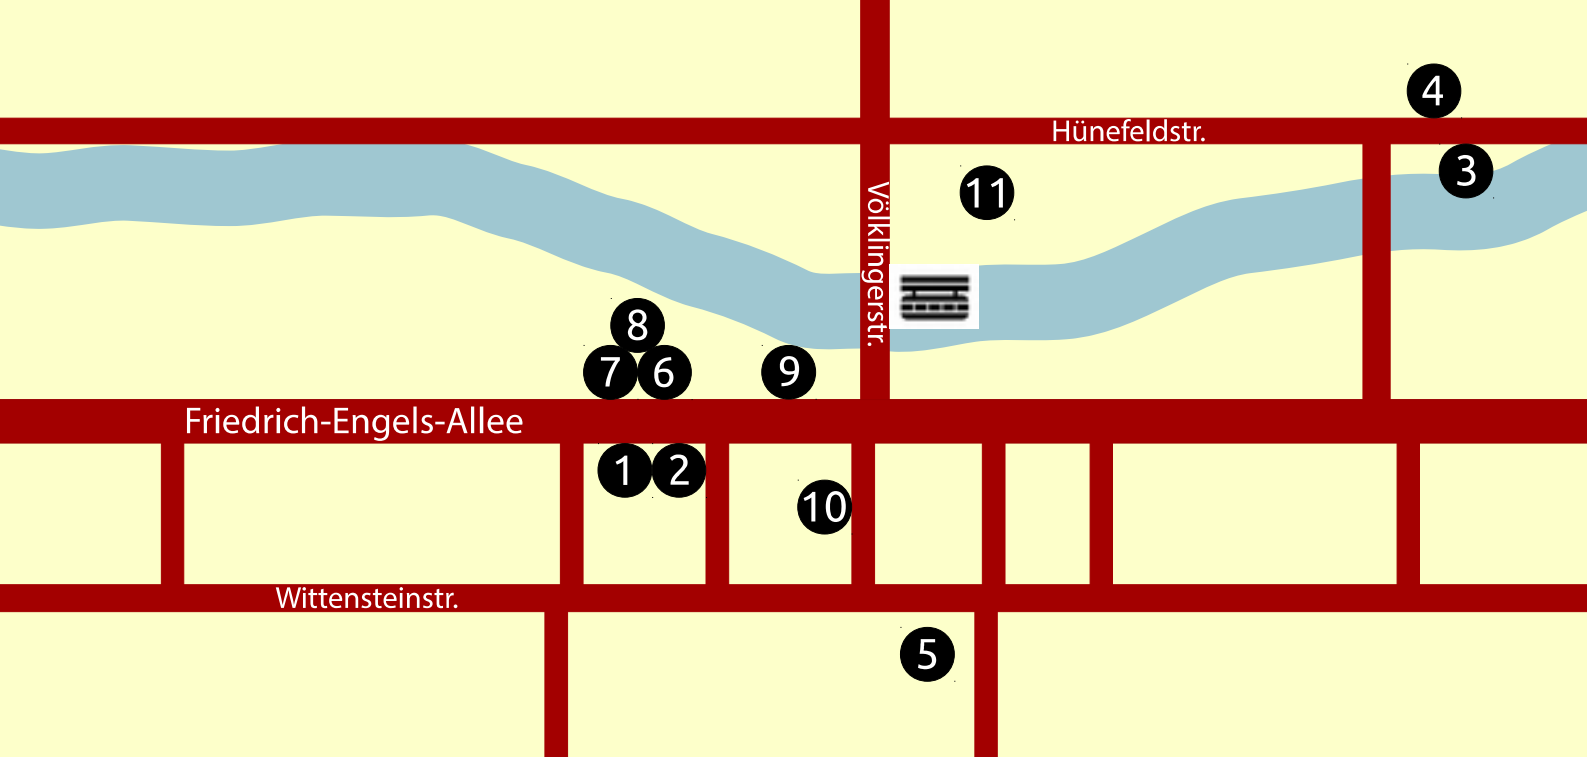 4
Hünefeldstr.
3
11
Völklingerstr.
8
7 6 9
Friedrich-Engels-Allee
1 2
10
Wittensteinstr.
5